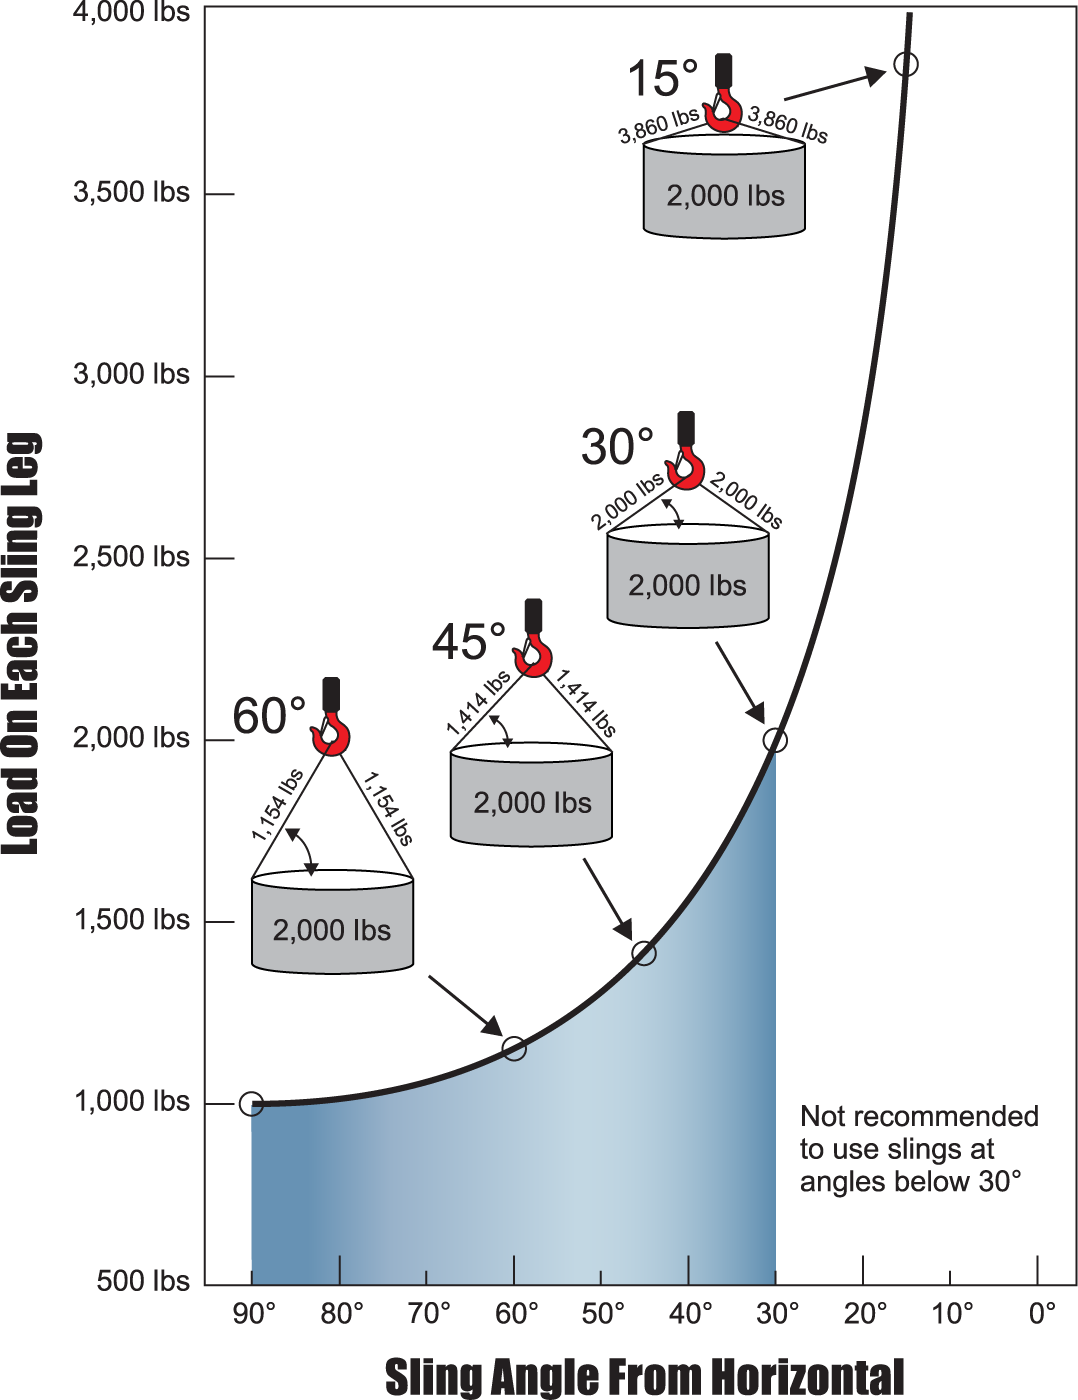 4,000 lbs
3,500 lbs
3,000 lbs
2,500 lbs
2,000 lbs
1,500 lbs
1,000 lbs
500 lbs
Load On Each Sling Leg
15°
3,860 lbs
3,860 lbs
2,000 lbs
30°
2,000 lbs
2,000 lbs
2,000 lbs
45°
1,414 lbs
1,414 lbs
2,000 lbs
60°
1,154 lbs
1,154 lbs
2,000 lbs
Not recommended
to use slings at
angles below 30°
90° 80° 70° 60° 50° 40° 30° 20° 10° 0°
Sling Angle From Horizontal